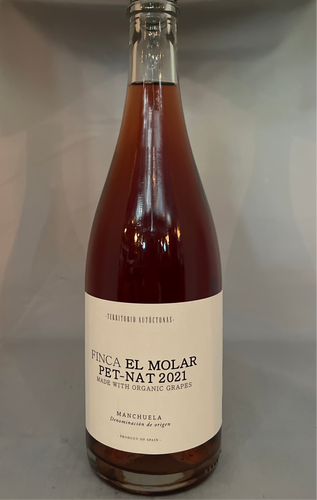 ·TERRITORIO AUTÓCTONAS·
FINCA EL MOLAR
PET-NAT 2021
MADE WITH ORGANIC GRAPES
MANCHUELA
Denominación de origen
PRODUCT OF SPAIN